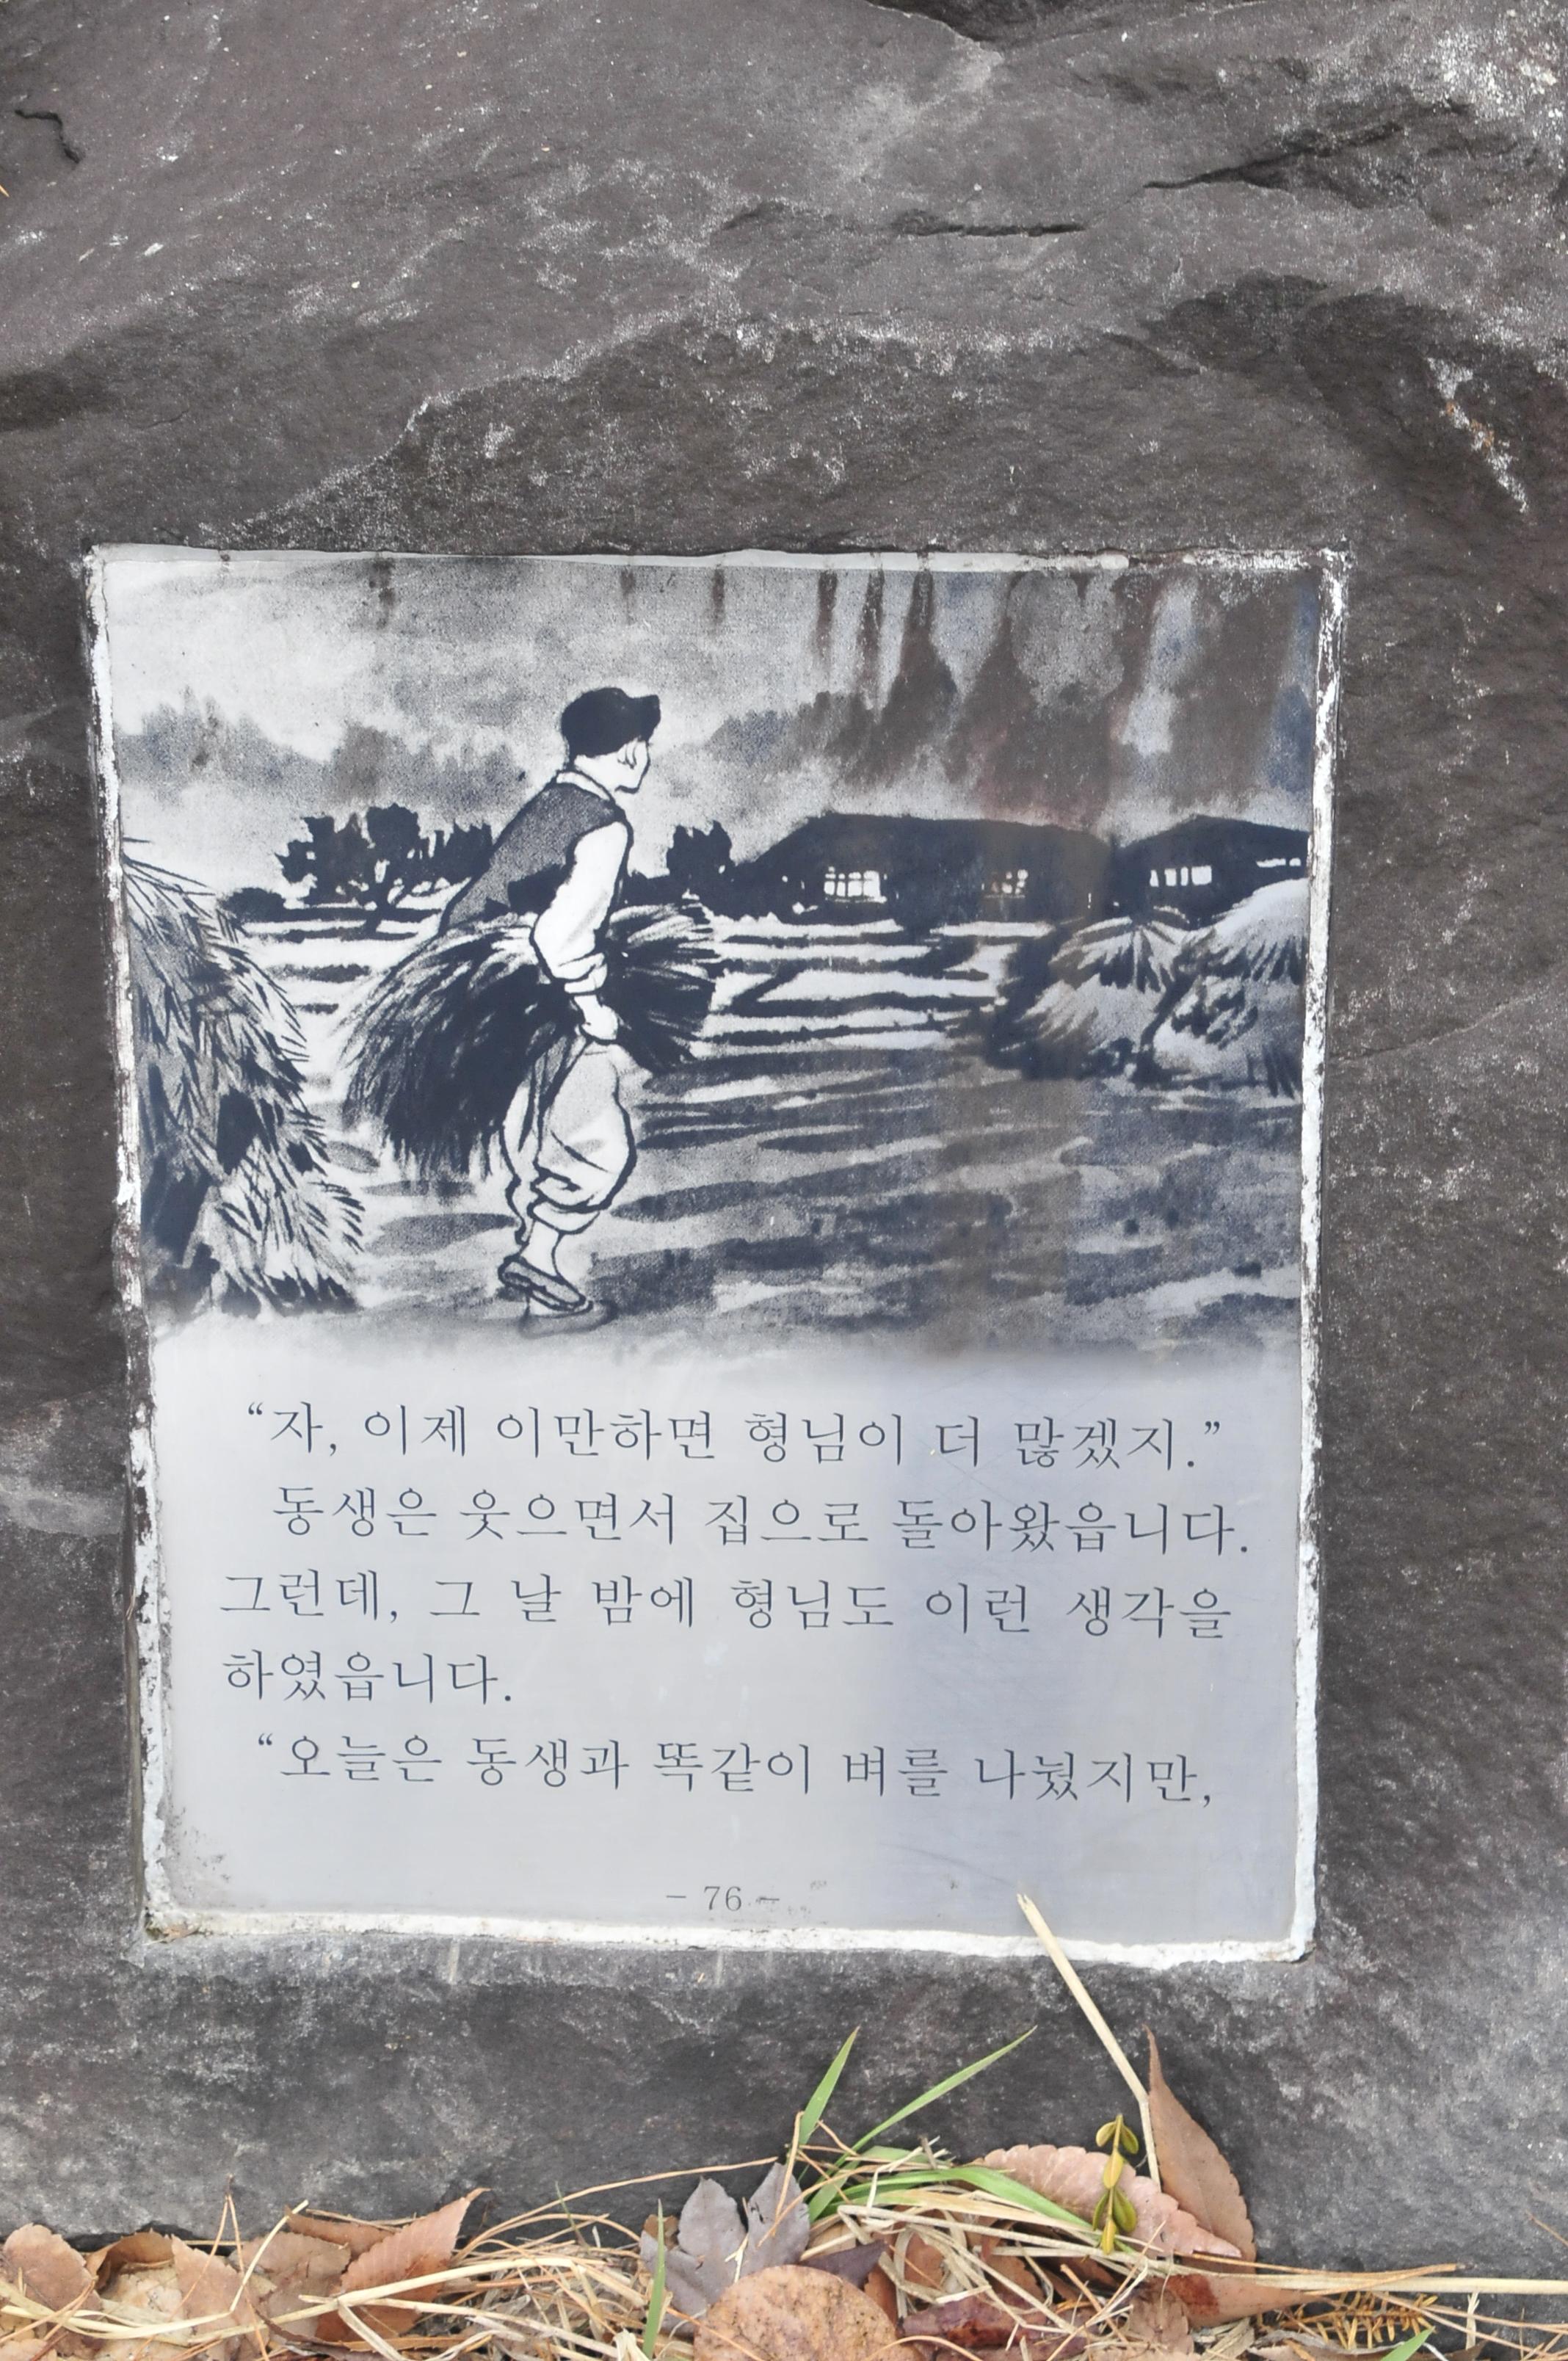 “자, 이제 이만하면 형님이 더 많겠지.”
동생은 웃으면서 집으로 돌아왔읍니다.
그런데, 그 날 밤에 형님도 이런 생각을
하였읍니다.
“오늘은 동생과 똑같이 벼를 나눴지만,
– 76 –